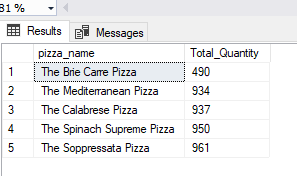 81 %
Results Messages
pizza_name Total_Quantity
1 The Brie Carre Pizza 490
2 The Mediterranean Pizza 934
3 The Calabrese Pizza 937
4 The Spinach Supreme Pizza 950
5 The Soppressata Pizza 961